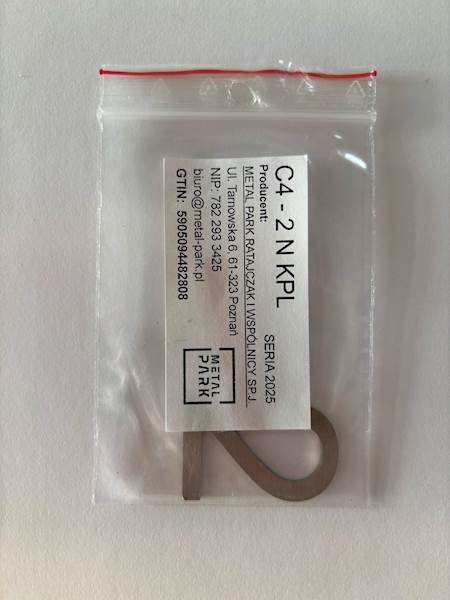 C4 - 2 N KPL
SERIA 2025
Producent:
METAL PARK RATAJCZAK I WSPÓLNICY SP.J.
Ul. Tarnowska 6, 61-323 Poznań
NIP: 782 293 3425
biuro@metal-park.pl
GTIN: 5905094482808
METAL
PARK